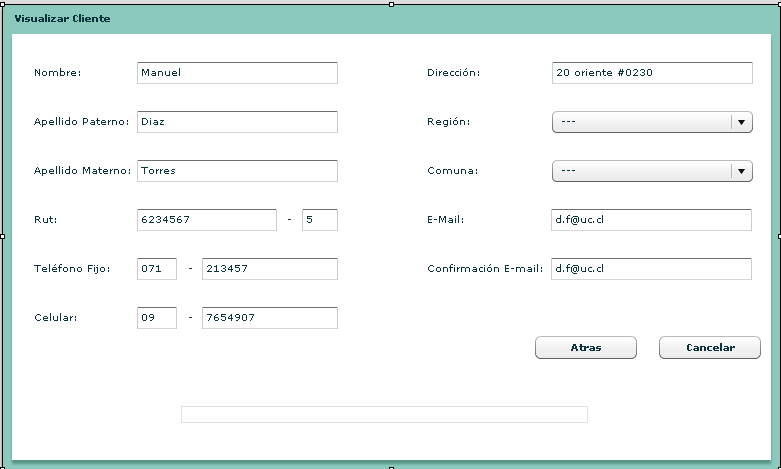 Visualizar Cliente
Nombre: Manuel Dirección: 20 oriente #0230
Apellido Paterno: Diaz Región: ---
Apellido Materno: Torres Comuna: ---
Rut: 6234567 - 5 E-Mail: d.f@uc.cl
Teléfono Fijo: 071 - 213457 Confirmación E-mail: d.f@uc.cl
Celular: 09 - 7654907
Atras Cancelar